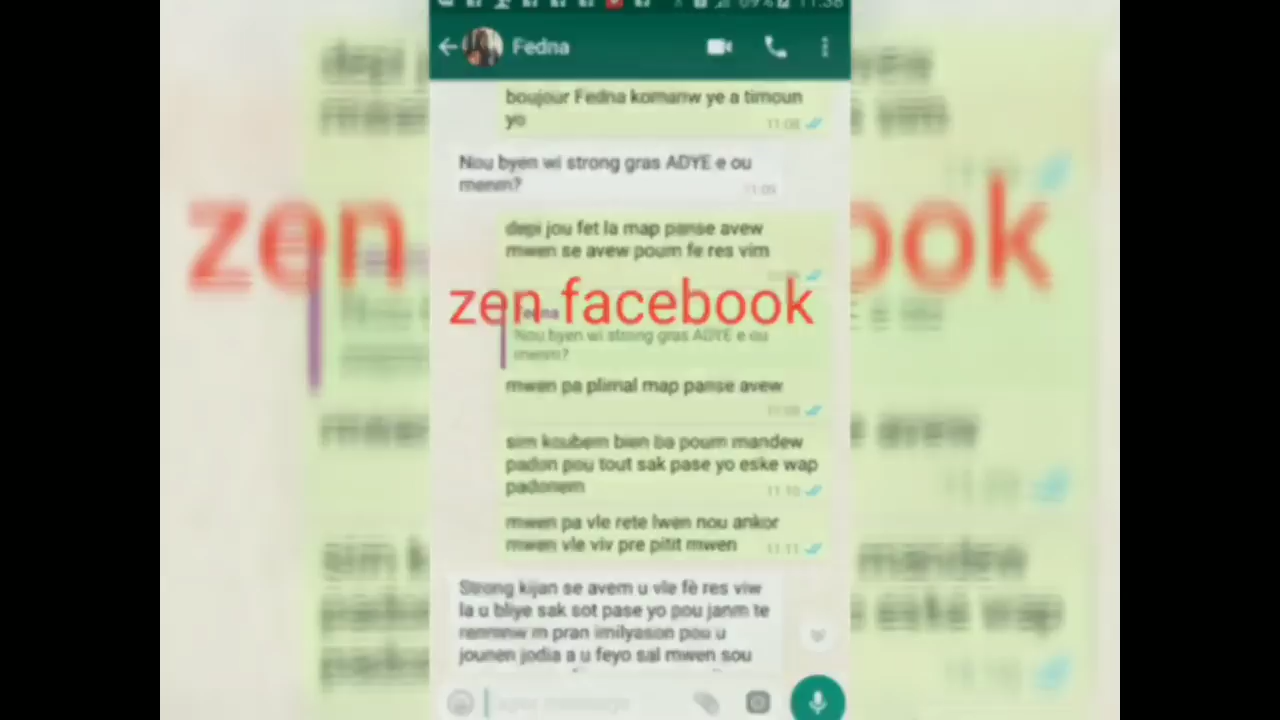 11:38
Fedna
boujour Fedna komanw ye a timoun
yo
11:08
Nou byen wi strong gras ADYE e ou
menm?
11:09
depi jou fet la map panse avew
mwen se avew poum fe res vim
zen facebook
Nou byen wi strong gras ADYE e ou
menm?
mwen pa plimal map panse avew
sim koubem bien ba poum mandew
padon pou tout sak pase yo eske wap
padonem
11:10
mwen pa vle rete lwen nou ankor
mwen vle viv pre pitit mwen
11:11
Strong kijan se avem u vle fè res viw
la u bliye sak sot pase yo pou janm te
renmnw m pran imilyason pou u
jounen jodia a u feyo sal mwen sou